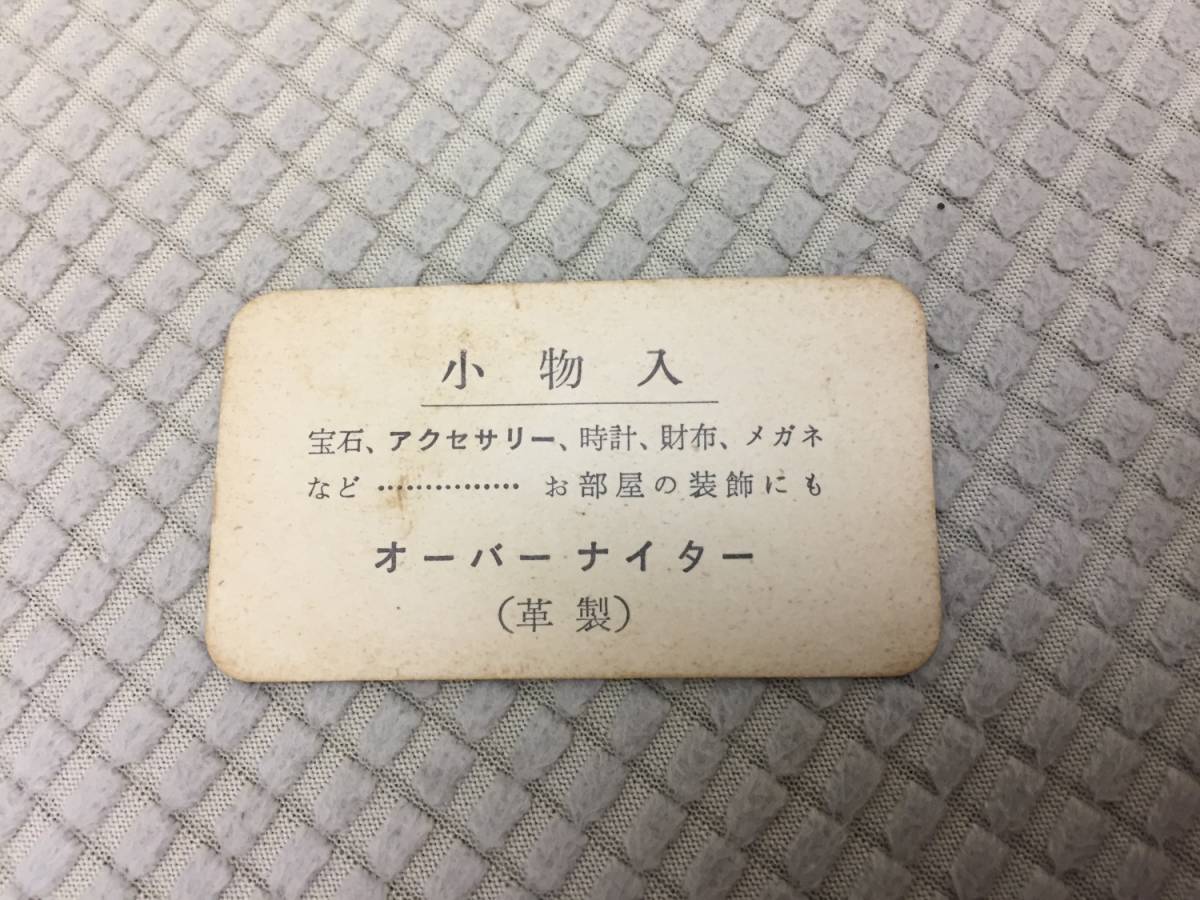 小物入
宝石、アクセサリー、時計、財布、メガネ
など ‥‥‥‥‥‥‥ お部屋の装飾にも
オーバーナイター
（革製）